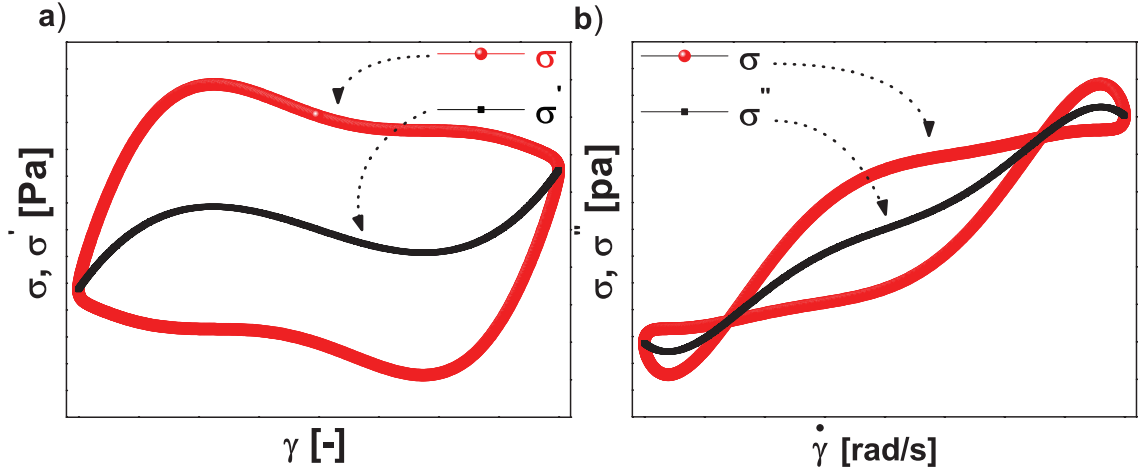 a)
σ
σ'
σ, σ' [Pa]
γ [-]
b)
σ
σ"
σ, σ" [pa]
γ̇ [rad/s]